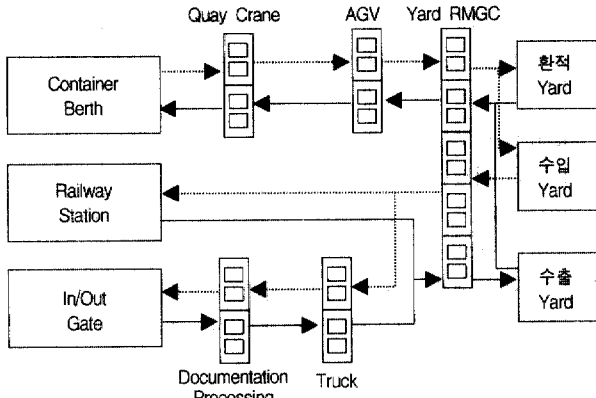 Quay Crane
AGV
Yard RMGC
Container
Berth
환적
Yard
수입
Yard
Railway
Station
In/Out
Gate
수출
Yard
Documentation
Processing
Truck